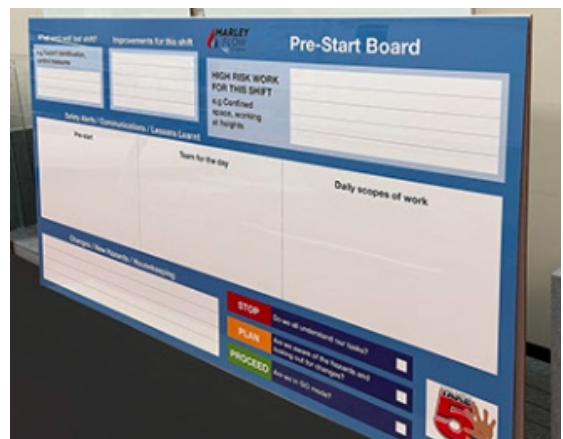 What went well last shift?
e.g Hazard identification,
control measures
Improvements for this shift
MARLEY
FLOW
Pre-Start Board
HIGH RISK WORK
FOR THIS SHIFT
e.g Confined
space, working
at heights
Safety Alerts / Communications / Lessons Learnt
Pre-start
Team for the day
Daily scopes of work
Changes / New Hazards / Housekeeping
STOP
Do we all understand our tasks?
PLAN
Are we aware of the hazards and
looking out for changes?
PROCEED
Are we in GO mode?
TAKE
5